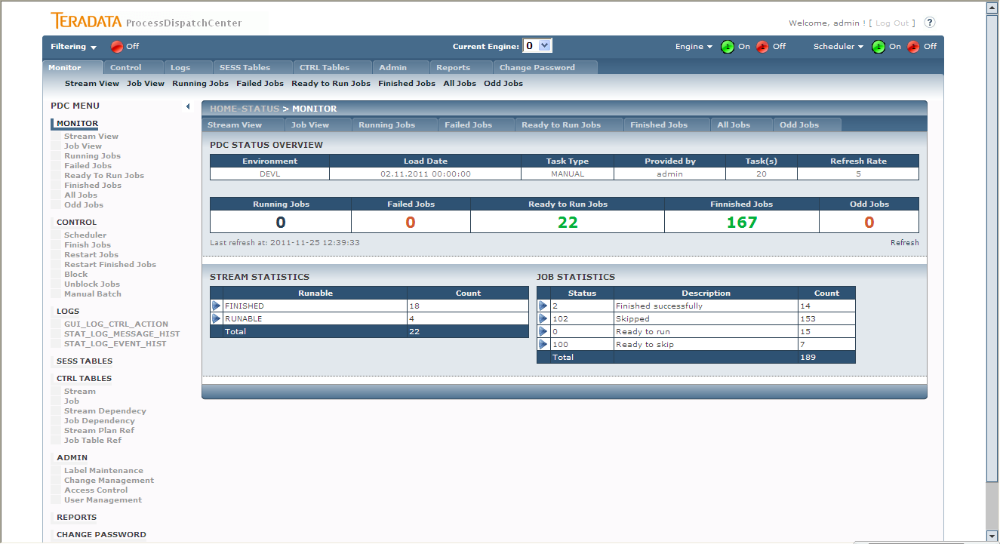 TERADATA ProcessDispatchCenter
Welcome, admin ! [ Log Out ] ?
Filtering Off Current Engine: 0 Engine 1 On 2 Off Scheduler 1 On 2 Off
Monitor Control Logs SESS Tables CTRL Tables Admin Reports Change Password
Stream View Job View Running Jobs Failed Jobs Ready to Run Jobs Finished Jobs All Jobs Odd Jobs
PDC MENU
MONITOR
Stream View
Job View
Running Jobs
Failed Jobs
Ready To Run Jobs
Finished Jobs
All Jobs
Odd Jobs
CONTROL
Scheduler
Finish Jobs
Restart Jobs
Restart Finished Jobs
Block
Unblock Jobs
Manual Batch
LOGS
GUI_LOG_CTRL_ACTION
STAT_LOG_MESSAGE_HIST
STAT_LOG_EVENT_HIST
SESS TABLES
CTRL TABLES
Stream
Job
Stream Dependecy
Job Dependency
Stream Plan Ref
Job Table Ref
ADMIN
Label Maintenance
Change Management
Access Control
User Management
REPORTS
CHANGE PASSWORD
HOME-STATUS > MONITOR
Stream View Job View Running Jobs Failed Jobs Ready to Run Jobs Finished Jobs All Jobs Odd Jobs
PDC STATUS OVERVIEW
Environment Load Date Task Type Provided by Task(s) Refresh Rate
DEVL 02.11.2011 00:00:00 MANUAL admin 20 5
Running Jobs Failed Jobs Ready to Run Jobs Finnished Jobs Odd Jobs
0 0 22 167 0
Last refresh at: 2011-11-25 12:39:33 Refresh
STREAM STATISTICS
Runable Count
FINISHED 18
RUNABLE 4
Total 22
JOB STATISTICS
Status Description Count
2 Finished successfully 14
102 Skipped 153
0 Ready to run 15
100 Ready to skip 7
Total 189